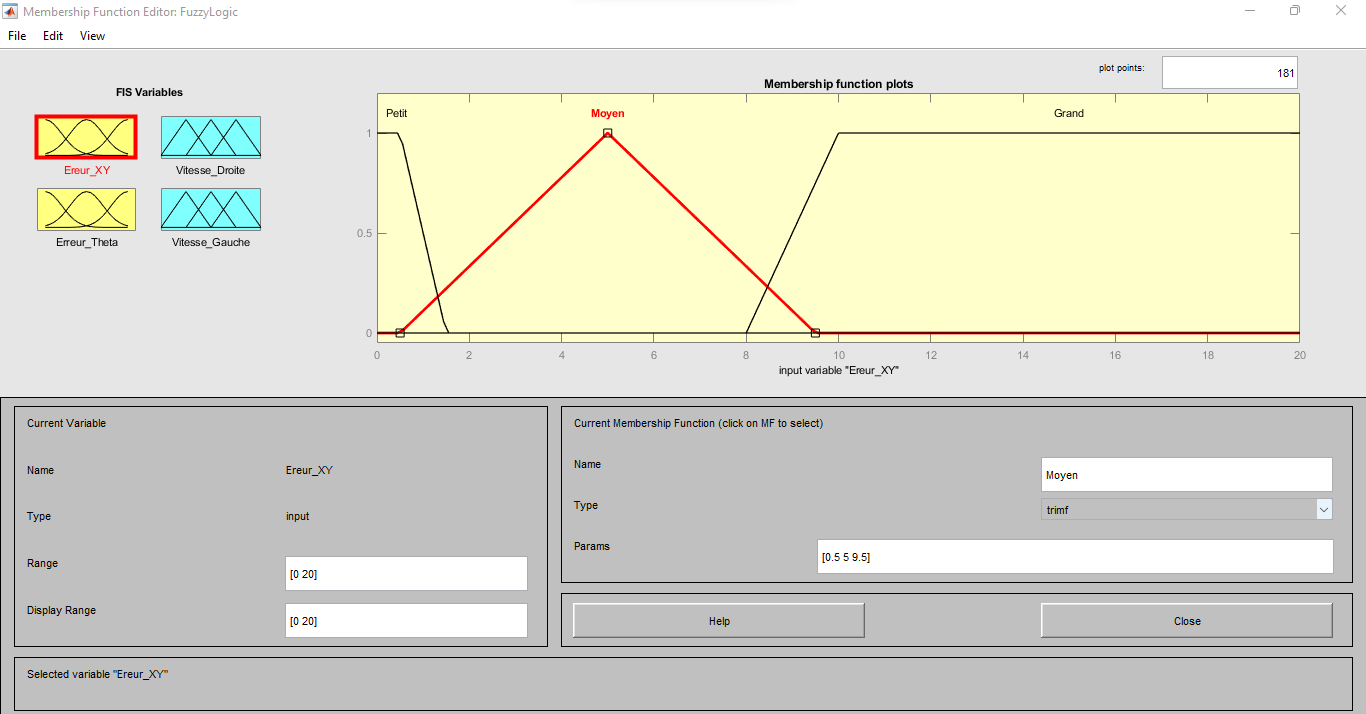 Membership Function Editor: FuzzyLogic
File Edit View
plot points: 181
FIS Variables
Membership function plots
Ereur_XY
Vitesse_Droite
Erreur_Theta
Vitesse_Gauche
Petit Moyen Grand
1
0.5
0
0 2 4 6 8 10 12 14 16 18 20
input variable "Ereur_XY"
Current Variable
Name Ereur_XY
Type input
Range [0 20]
Display Range [0 20]
Current Membership Function (click on MF to select)
Name Moyen
Type trimf
Params [0.5 5 9.5]
Help Close
Selected variable "Ereur_XY"